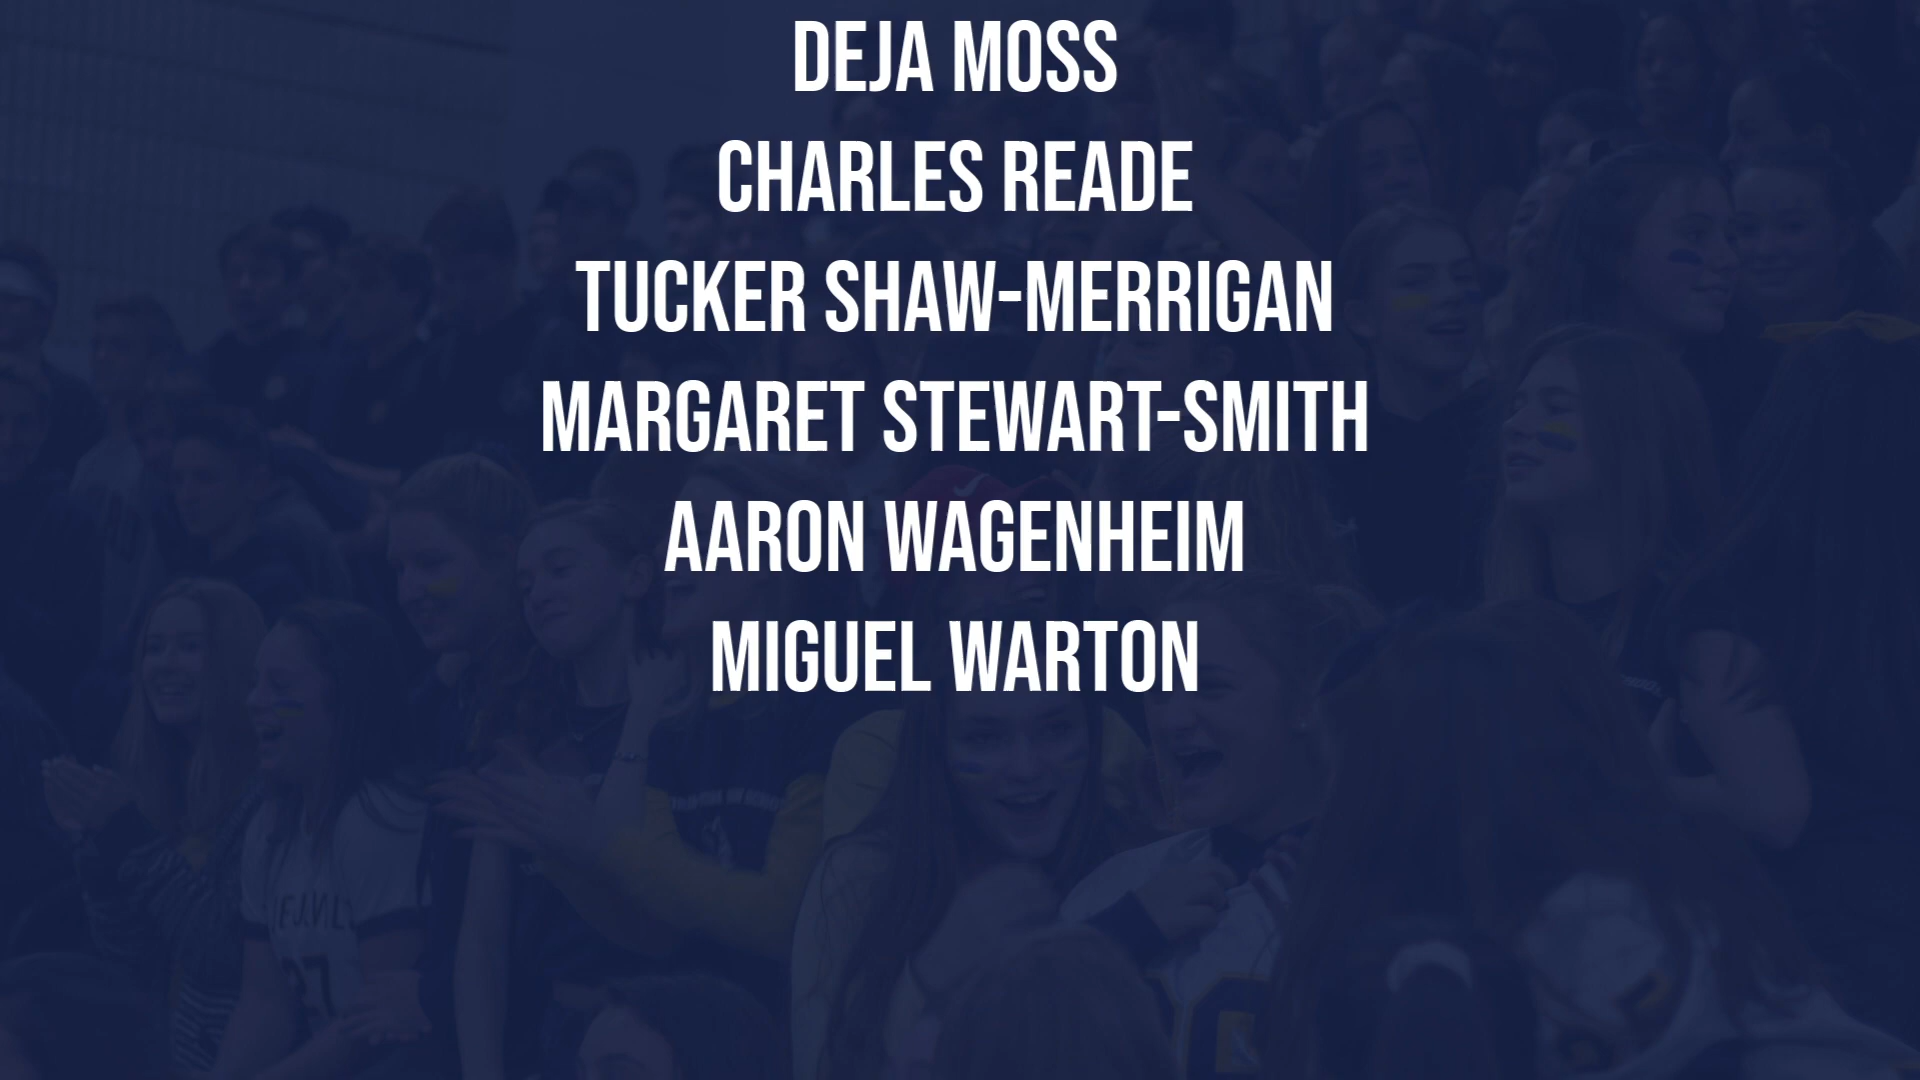 DEJA MOSS
CHARLES READE
TUCKER SHAW-MERRIGAN
MARGARET STEWART-SMITH
AARON WAGENHEIM
MIGUEL WARTON